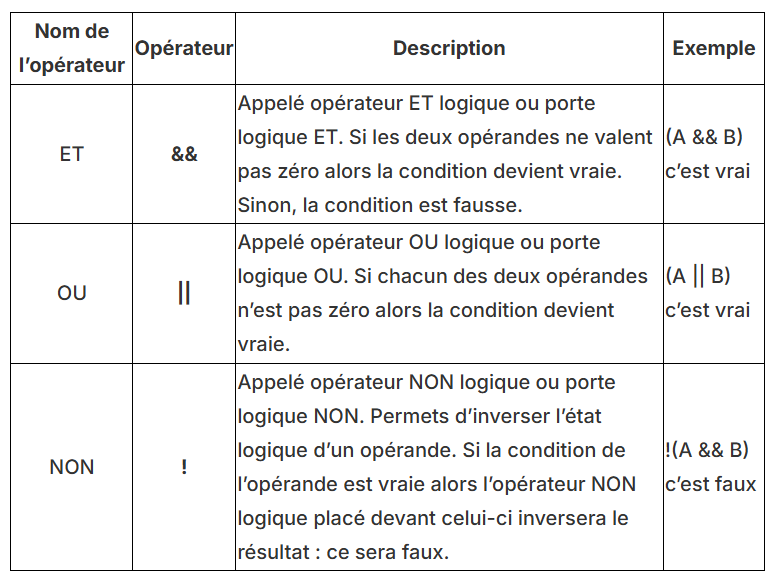 Nom de
l’opérateur
Opérateur
Description
Exemple
ET
&&
Appelé opérateur ET logique ou porte
logique ET. Si les deux opérandes ne valent
pas zéro alors la condition devient vraie.
Sinon, la condition est fausse.
(A && B)
c’est vrai
OU
||
Appelé opérateur OU logique ou porte
logique OU. Si chacun des deux opérandes
n’est pas zéro alors la condition devient
vraie.
(A || B)
c’est vrai
NON
!
Appelé opérateur NON logique ou porte
logique NON. Permets d’inverser l’état
logique d’un opérande. Si la condition de
l’opérande est vraie alors l’opérateur NON
logique placé devant celui-ci inversera le
résultat : ce sera faux.
!(A && B)
c’est faux